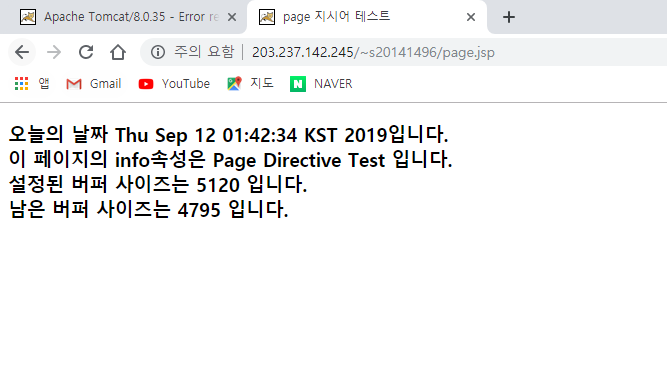 Apache Tomcat/8.0.35 - Error re
page 지시어 테스트
주의 요함 | 203.237.142.245/~s20141496/page.jsp
앱 Gmail YouTube 지도 NAVER
오늘의 날짜 Thu Sep 12 01:42:34 KST 2019입니다.
이 페이지의 info속성은 Page Directive Test 입니다.
설정된 버퍼 사이즈는 5120 입니다.
남은 버퍼 사이즈는 4795 입니다.